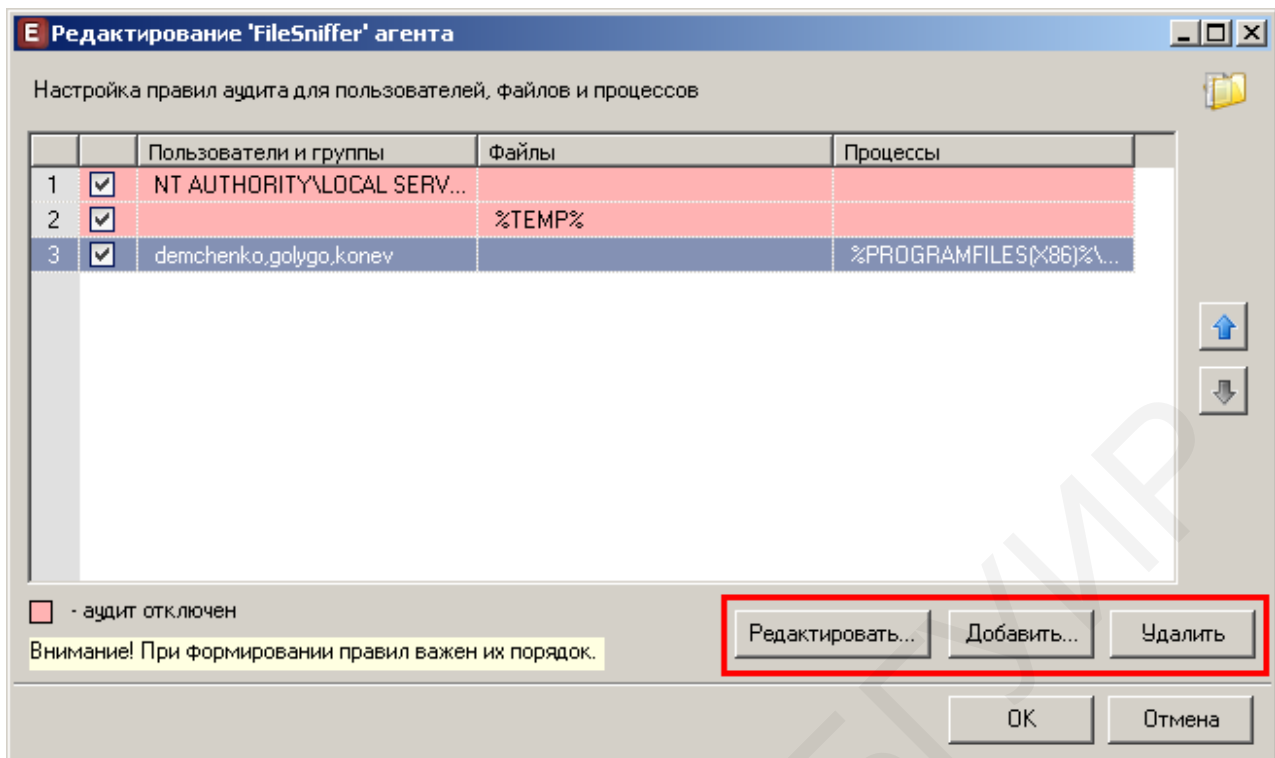 E Редактирование 'FileSniffer' агента
Настройка правил аудита для пользователей, файлов и процессов
Пользователи и группы Файлы Процессы
1 NT AUTHORITY\LOCAL SERV...
2 %TEMP%
3 demchenko,golygo,konev %PROGRAMFILES(X86)%\...
- аудит отключен
Внимание! При формировании правил важен их порядок.
Редактировать... Добавить... Удалить
OK Отмена
БГУИР